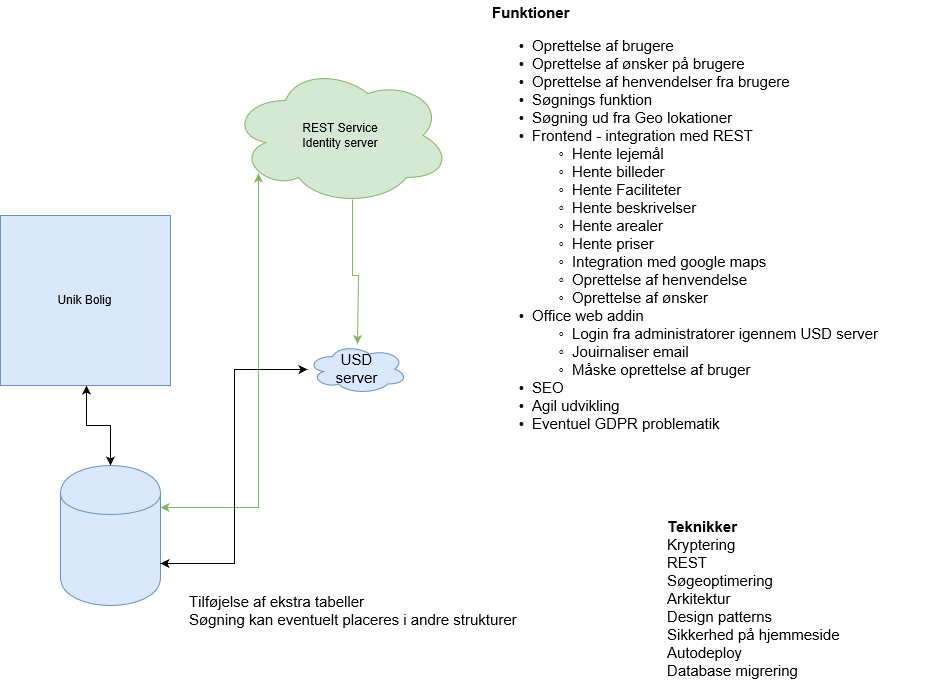 Funktioner
• Oprettelse af brugere
• Oprettelse af ønsker på brugere
• Oprettelse af henvendelser fra brugere
• Søgnings funktion
• Søgning ud fra Geo lokationer
• Frontend - integration med REST
◦ Hente lejemål
◦ Hente billeder
◦ Hente Faciliteter
◦ Hente beskrivelser
◦ Hente arealer
◦ Hente priser
◦ Integration med google maps
◦ Oprettelse af henvendelse
◦ Oprettelse af ønsker
• Office web addin
◦ Login fra administratorer igennem USD server
◦ Jouirnaliser email
◦ Måske oprettelse af bruger
• SEO
• Agil udvikling
• Eventuel GDPR problematik
REST Service
Identity server
Unik Bolig
USD
server
Tilføjelse af ekstra tabeller
Søgning kan eventuelt placeres i andre strukturer
Teknikker
Kryptering
REST
Søgeoptimering
Arkitektur
Design patterns
Sikkerhed på hjemmeside
Autodeploy
Database migrering